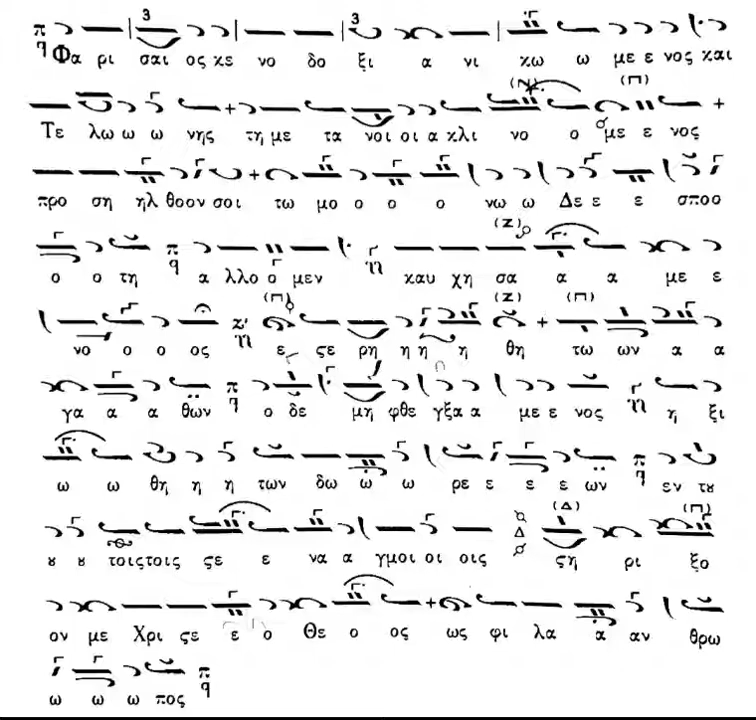 Φα ρι σαι ος κε νο δο ξι α νι κω ω με ε νος και
Τε λω ω ω νης τη με τα νοι οι α κλι νο ο με ε νος
προ ση ηλ θοον σοι τω μο ο ο ο νω ω Δε ε ε σποο
ο ο τη α λλο ο μεν καυ χη σα α α με ε
νο ο ο ος ε ςε ρη η η η θη τω ων α α
γα α α θων ο δε μη φθε γξα α με ε νος η ξι
ω ω θη η η των δω ω ω ρε ε ε ε ων εν τȣ
ȣ ȣ τοιςτοις ςε ε να α γμοι οι οις ςη ρι ξο
ον με Χρι ςε ε ο Θε ο ος ως φι λα α αν θρω
ω ω ω πος